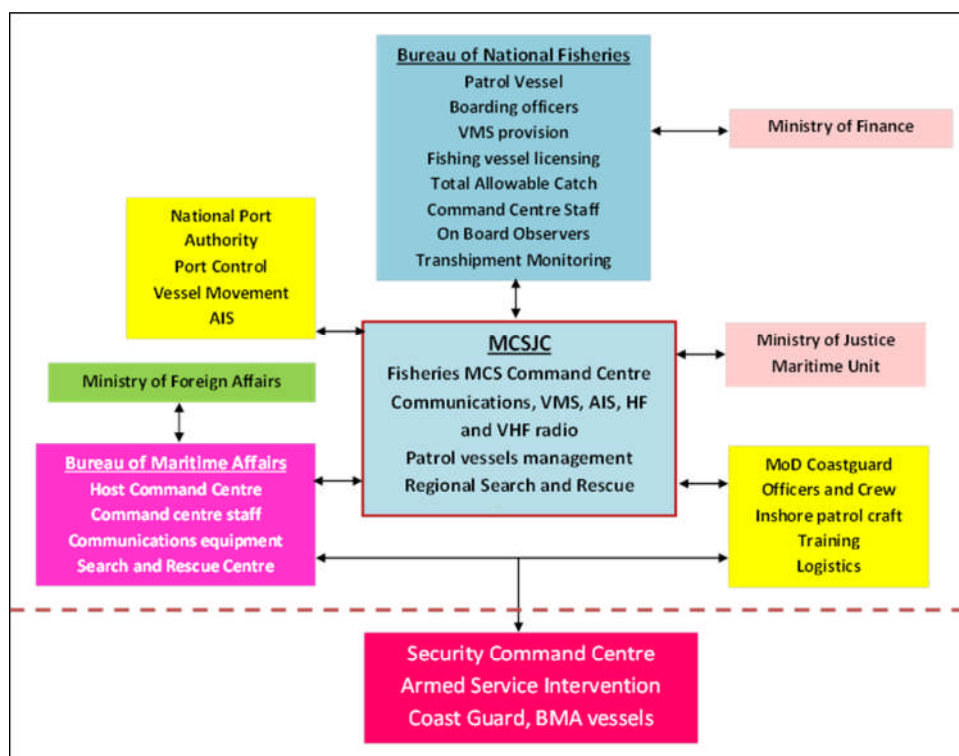 Bureau of National Fisheries
Patrol Vessel
Boarding officers
VMS provision
Fishing vessel licensing
Total Allowable Catch
Command Centre Staff
On Board Observers
Transhipment Monitoring
Ministry of Finance
National Port
Authority
Port Control
Vessel Movement
AIS
MCSJC
Fisheries MCS Command Centre
Communications, VMS, AIS, HF
and VHF radio
Patrol vessels management
Regional Search and Rescue
Ministry of Justice
Maritime Unit
Ministry of Foreign Affairs
Bureau of Maritime Affairs
Host Command Centre
Command centre staff
Communications equipment
Search and Rescue Centre
MoD Coastguard
Officers and Crew
Inshore patrol craft
Training
Logistics
Security Command Centre
Armed Service Intervention
Coast Guard, BMA vessels